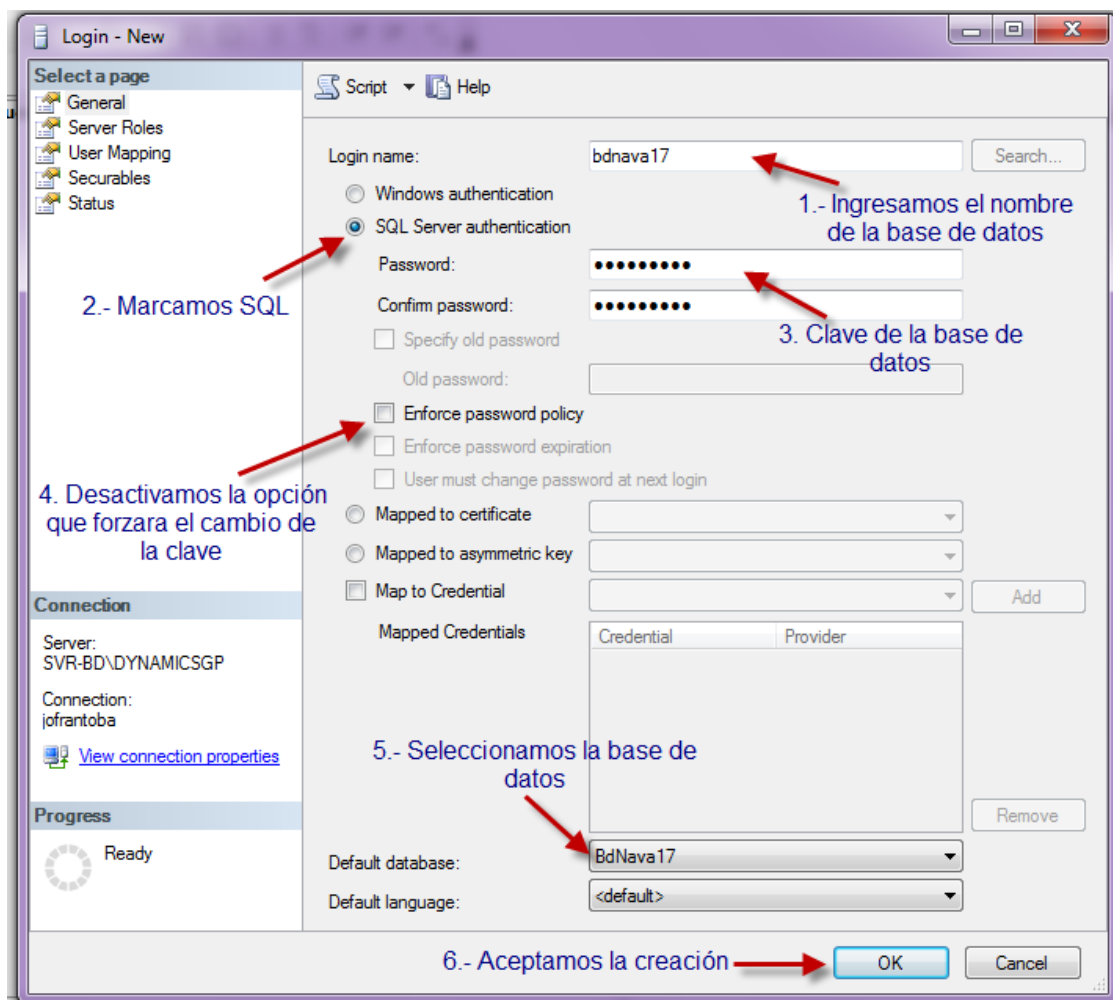 Login - New
Select a page
General
Server Roles
User Mapping
Securables
Status
Script
Help
Login name:
bdnava17
Search...
1.- Ingresamos el nombre
de la base de datos
Windows authentication
SQL Server authentication
2.- Marcamos SQL
Password:
●●●●●●●●●
Confirm password:
●●●●●●●●●
3. Clave de la base de
datos
Specify old password
Old password:
Enforce password policy
Enforce password expiration
User must change password at next login
4. Desactivamos la opción
que forzara el cambio de
la clave
Mapped to certificate
Mapped to asymmetric key
Map to Credential
Add
Mapped Credentials
Credential
Provider
Connection
Server:
SVR-BD\DYNAMICSGP
Connection:
jofrantoba
View connection properties
5.- Seleccionamos la base de
datos
Remove
Progress
Ready
Default database:
BdNava17
Default language:
<default>
6.- Aceptamos la creación
OK
Cancel